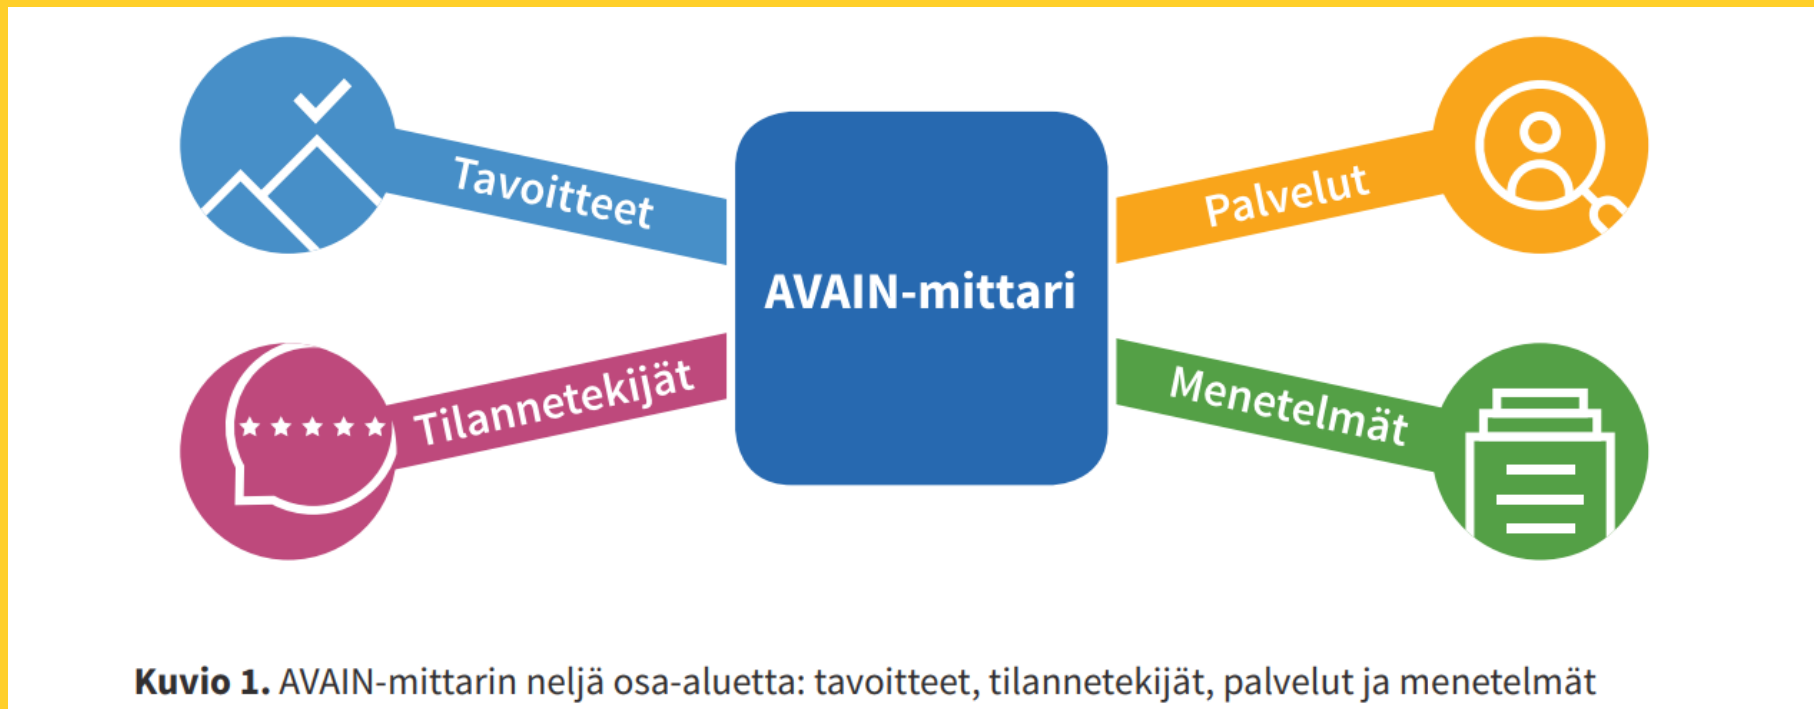 Tavoitteet
Palvelut
AVAIN-mittari
Tilannetekijät
Menetelmät
Kuvio 1. AVAIN-mittarin neljä osa-aluetta: tavoitteet, tilannetekijät, palvelut ja menetelmät